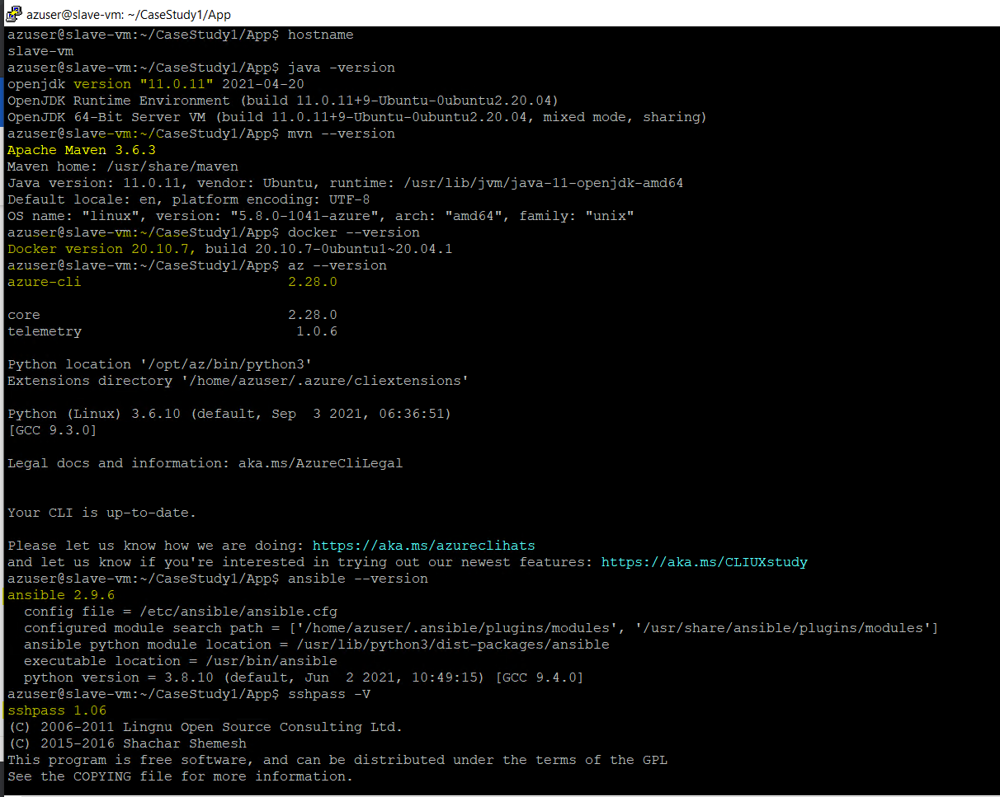 azuser@slave-vm: ~/CaseStudy1/App
azuser@slave-vm:~/CaseStudy1/App$ hostname
slave-vm
azuser@slave-vm:~/CaseStudy1/App$ java -version
openjdk version "11.0.11" 2021-04-20
OpenJDK Runtime Environment (build 11.0.11+9-Ubuntu-0ubuntu2.20.04)
OpenJDK 64-Bit Server VM (build 11.0.11+9-Ubuntu-0ubuntu2.20.04, mixed mode, sharing)
azuser@slave-vm:~/CaseStudy1/App$ mvn --version
Apache Maven 3.6.3
Maven home: /usr/share/maven
Java version: 11.0.11, vendor: Ubuntu, runtime: /usr/lib/jvm/java-11-openjdk-amd64
Default locale: en, platform encoding: UTF-8
OS name: "linux", version: "5.8.0-1041-azure", arch: "amd64", family: "unix"
azuser@slave-vm:~/CaseStudy1/App$ docker --version
Docker version 20.10.7, build 20.10.7-0ubuntu1~20.04.1
azuser@slave-vm:~/CaseStudy1/App$ az --version
azure-cli                         2.28.0
core                              2.28.0
telemetry                          1.0.6
Python location '/opt/az/bin/python3'
Extensions directory '/home/azuser/.azure/cliextensions'
Python (Linux) 3.6.10 (default, Sep  3 2021, 06:36:51)
[GCC 9.3.0]
Legal docs and information: aka.ms/AzureCliLegal
Your CLI is up-to-date.
Please let us know how we are doing: https://aka.ms/azureclihats
and let us know if you're interested in trying out our newest features: https://aka.ms/CLIUXstudy
azuser@slave-vm:~/CaseStudy1/App$ ansible --version
ansible 2.9.6
  config file = /etc/ansible/ansible.cfg
  configured module search path = ['/home/azuser/.ansible/plugins/modules', '/usr/share/ansible/plugins/modules']
  ansible python module location = /usr/lib/python3/dist-packages/ansible
  executable location = /usr/bin/ansible
  python version = 3.8.10 (default, Jun  2 2021, 10:49:15) [GCC 9.4.0]
azuser@slave-vm:~/CaseStudy1/App$ sshpass -V
sshpass 1.06
(C) 2006-2011 Lingnu Open Source Consulting Ltd.
(C) 2015-2016 Shachar Shemesh
This program is free software, and can be distributed under the terms of the GPL
See the COPYING file for more information.